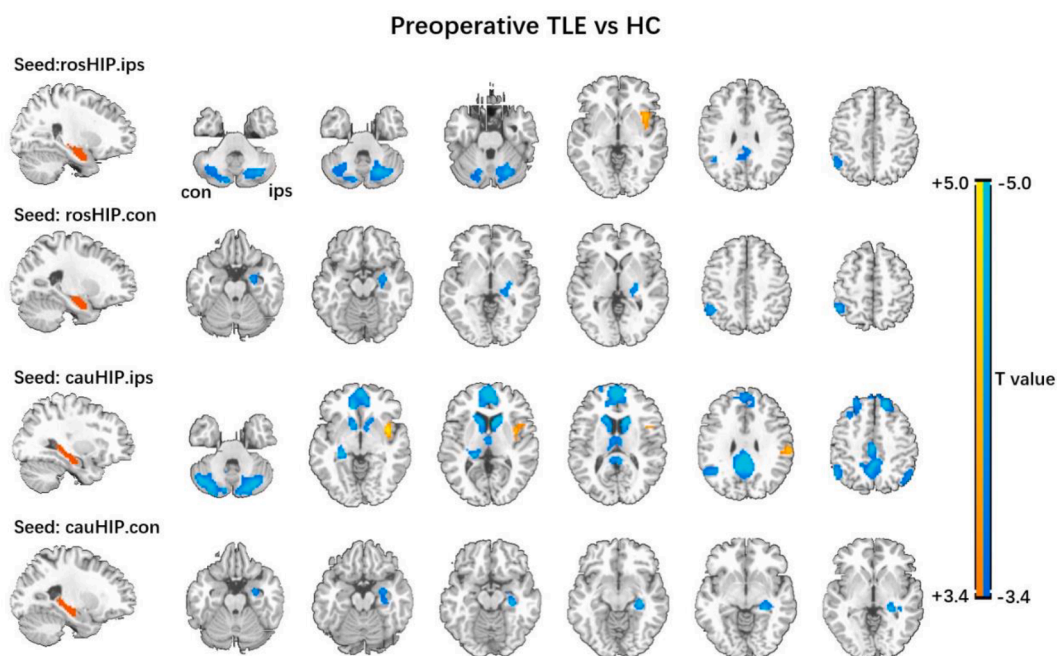 Preoperative TLE vs HC
Seed:rosHIP.ips
con
ips
+5.0
-5.0
Seed: rosHIP.con
Seed: cauHIP.ips
T value
Seed: cauHIP.con
+3.4
-3.4